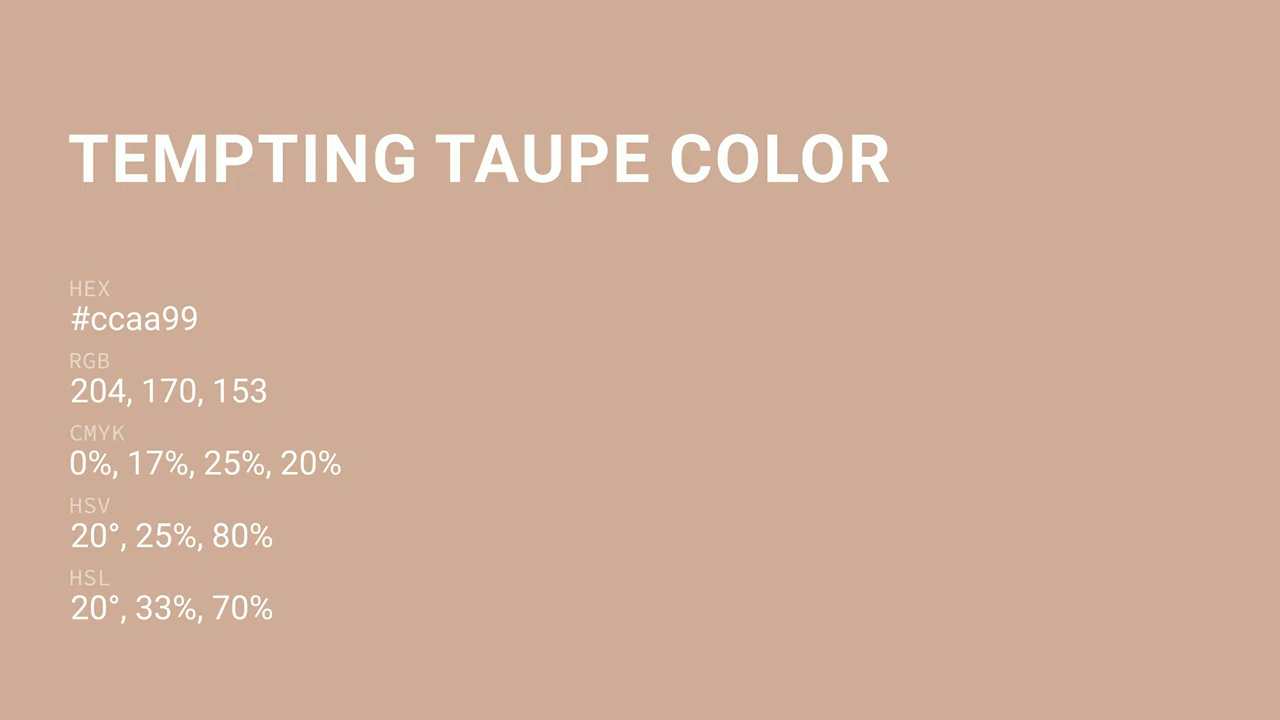 TEMPTING TAUPE COLOR
HEX
#ccaa99
RGB
204, 170, 153
CMYK
0%, 17%, 25%, 20%
HSV
20°, 25%, 80%
HSL
20°, 33%, 70%